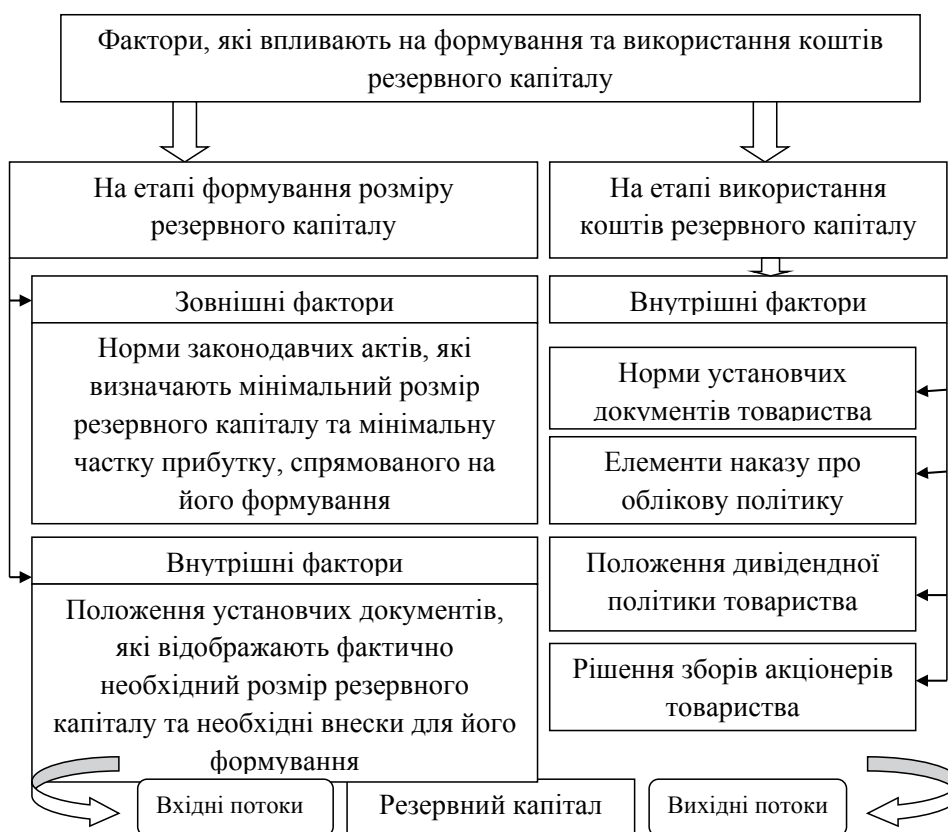 Фактори, які впливають на формування та використання коштів
резервного капіталу
На етапі формування розміру
резервного капіталу
Зовнішні фактори
Норми законодавчих актів, які
визначають мінімальний розмір
резервного капіталу та мінімальну
частку прибутку, спрямованого на
його формування
Внутрішні фактори
Положення установчих документів,
які відображають фактично
необхідний розмір резервного
капіталу та необхідні внески для його
формування
На етапі використання
коштів резервного капіталу
Внутрішні фактори
Норми установчих
документів товариства
Елементи наказу про
облікову політику
Положення дивідендної
політики товариства
Рішення зборів акціонерів
товариства
Вхідні потоки
Резервний капітал
Вихідні потоки